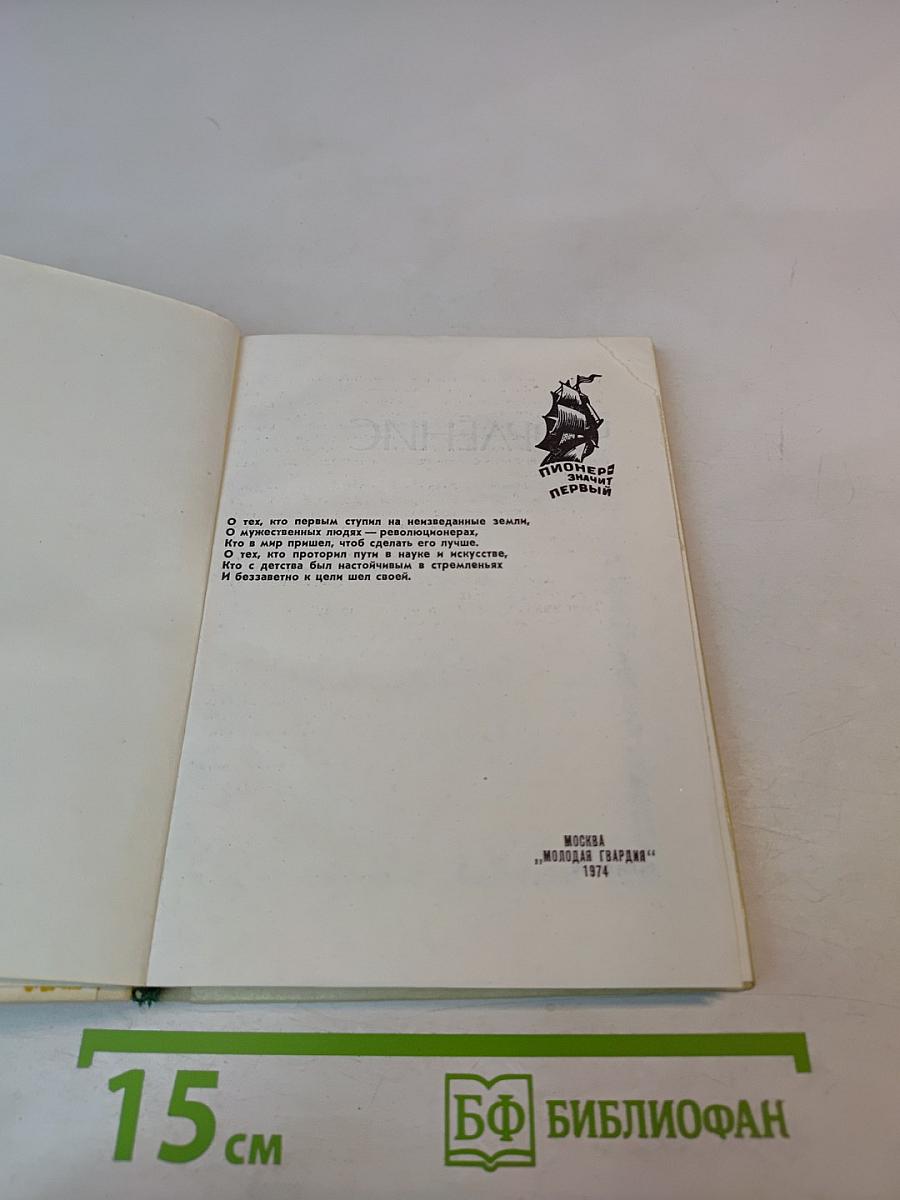 ПИОНЕР
ЗНАЧИТ
ПЕРВЫЙ
О тех, кто первым ступил на неизведанные земли,
О мужественных людях — революционерах,
Кто в мир пришел, чтоб сделать его лучше.
О тех, кто проторил пути в науке и искусстве,
Кто с детства был настойчивым в стремленьях
И беззаветно к цели шел своей.
МОСКВА
„МОЛОДАЯ ГВАРДИЯ“
1974
15 см
БФ БИБЛИОФАН